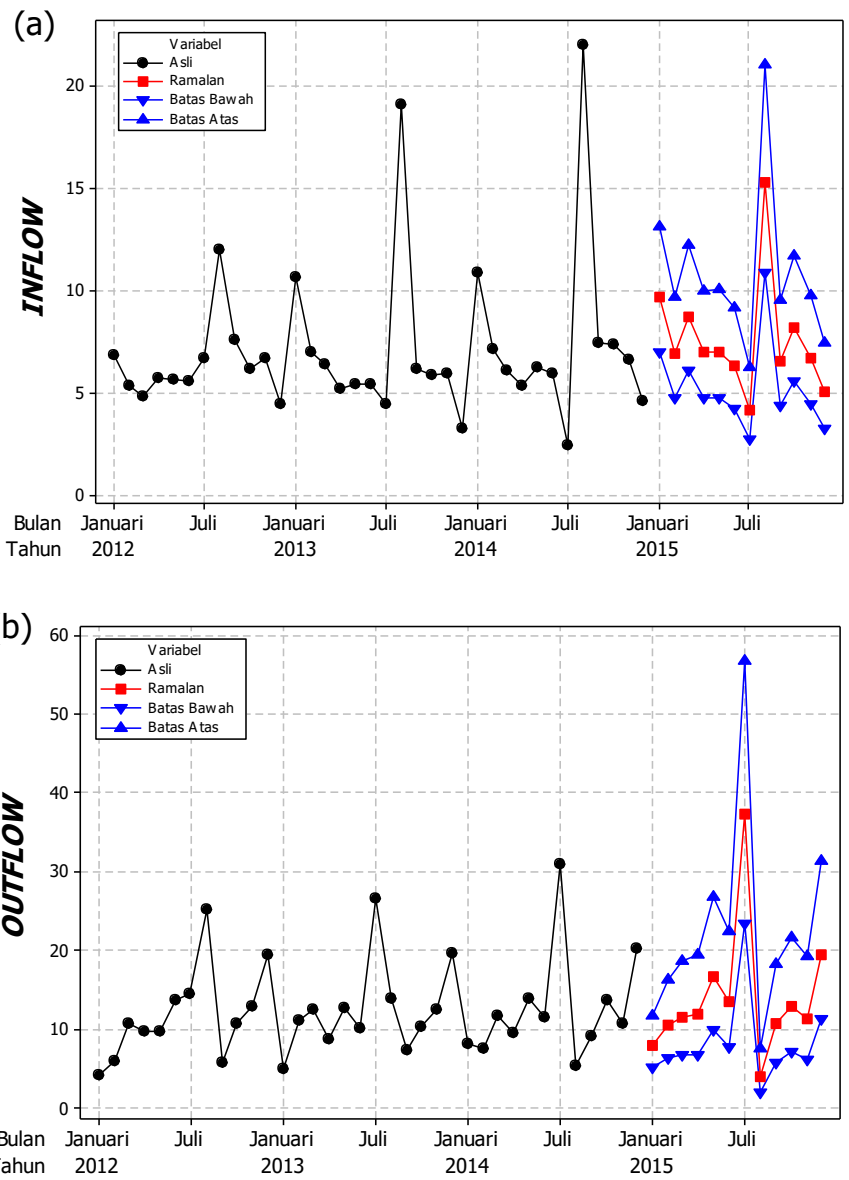 (a)
Variabel
Asli
Ramalan
Batas Bawah
Batas Atas
INFLOW
20
15
10
5
0
Bulan Januari Juli Januari Juli Januari Juli Januari Juli
Tahun 2012 2013 2014 2015
b)
Variabel
Asli
Ramalan
Batas Bawah
Batas Atas
OUTFLOW
60
50
40
30
20
10
0
Bulan Januari Juli Januari Juli Januari Juli Januari Juli
Tahun 2012 2013 2014 2015